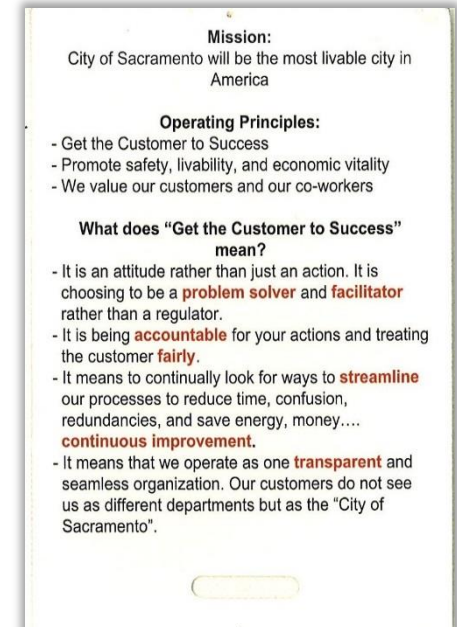 Mission:
City of Sacramento will be the most livable city in
America
Operating Principles:
- Get the Customer to Success
- Promote safety, livability, and economic vitality
- We value our customers and our co-workers
What does “Get the Customer to Success”
mean?
- It is an attitude rather than just an action. It is
choosing to be a problem solver and facilitator
rather than a regulator.
- It is being accountable for your actions and treating
the customer fairly.
- It means to continually look for ways to streamline
our processes to reduce time, confusion,
redundancies, and save energy, money….
continuous improvement.
- It means that we operate as one transparent and
seamless organization. Our customers do not see
us as different departments but as the “City of
Sacramento”.